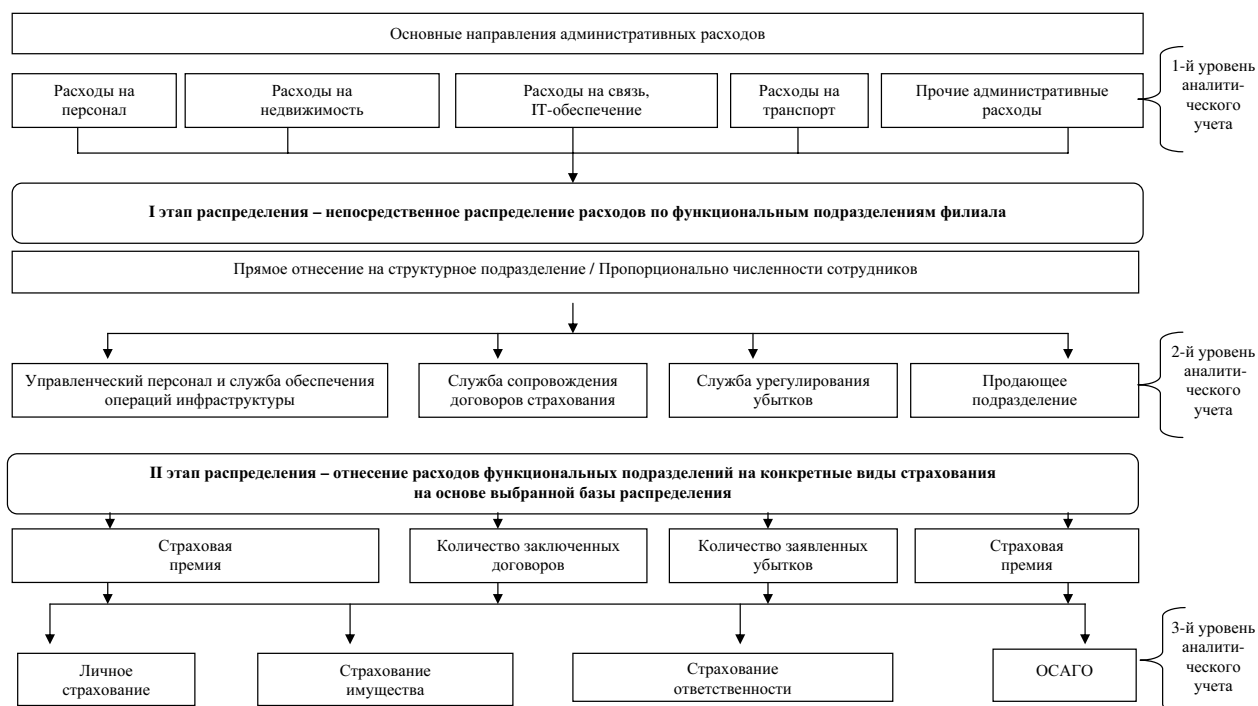 Основные направления административных расходов
1-й уровень
аналити-
ческого
учета
Расходы на
персонал
Расходы на
недвижимость
Расходы на связь,
IT-обеспечение
Расходы на
транспорт
Прочие административные
расходы
I этап распределения – непосредственное распределение расходов по функциональным подразделениям филиала
Прямое отнесение на структурное подразделение / Пропорционально численности сотрудников
Управленческий персонал и служба обеспечения
операций инфраструктуры
Служба сопровождения
договоров страхования
Служба урегулирования
убытков
Продающее
подразделение
2-й уровень
аналити-
ческого
учета
II этап распределения – отнесение расходов функциональных подразделений на конкретные виды страхования
на основе выбранной базы распределения
Страховая
премия
Количество заключенных
договоров
Количество заявленных
убытков
Страховая
премия
Личное
страхование
Страхование
имущества
Страхование
ответственности
ОСАГО
3-й уровень
аналити-
ческого
учета